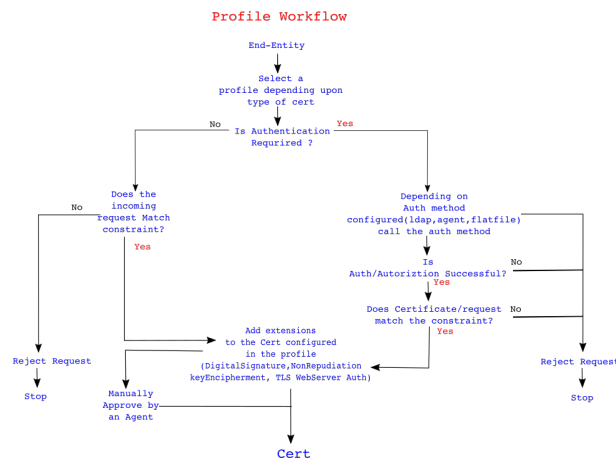 Profile Workflow
End-Entity
Select a
profile depending upon
type of cert
No
Yes
Is Authentication
Requrired ?
Does the
incoming
request Match
constraint?
No
Yes
Depending on
Auth method
configured(ldap,agent,flatfile)
call the auth method
Is
Auth/Autoriztion Successful?
No
Yes
Does Certificate/request
match the constraint?
No
Yes
Add extensions
to the Cert configured
in the profile
(DigitalSignature,NonRepudiation
keyEncipherment, TLS WebServer Auth)
Reject Request
Stop
Manually
Approve by
an Agent
Reject Request
Stop
Cert